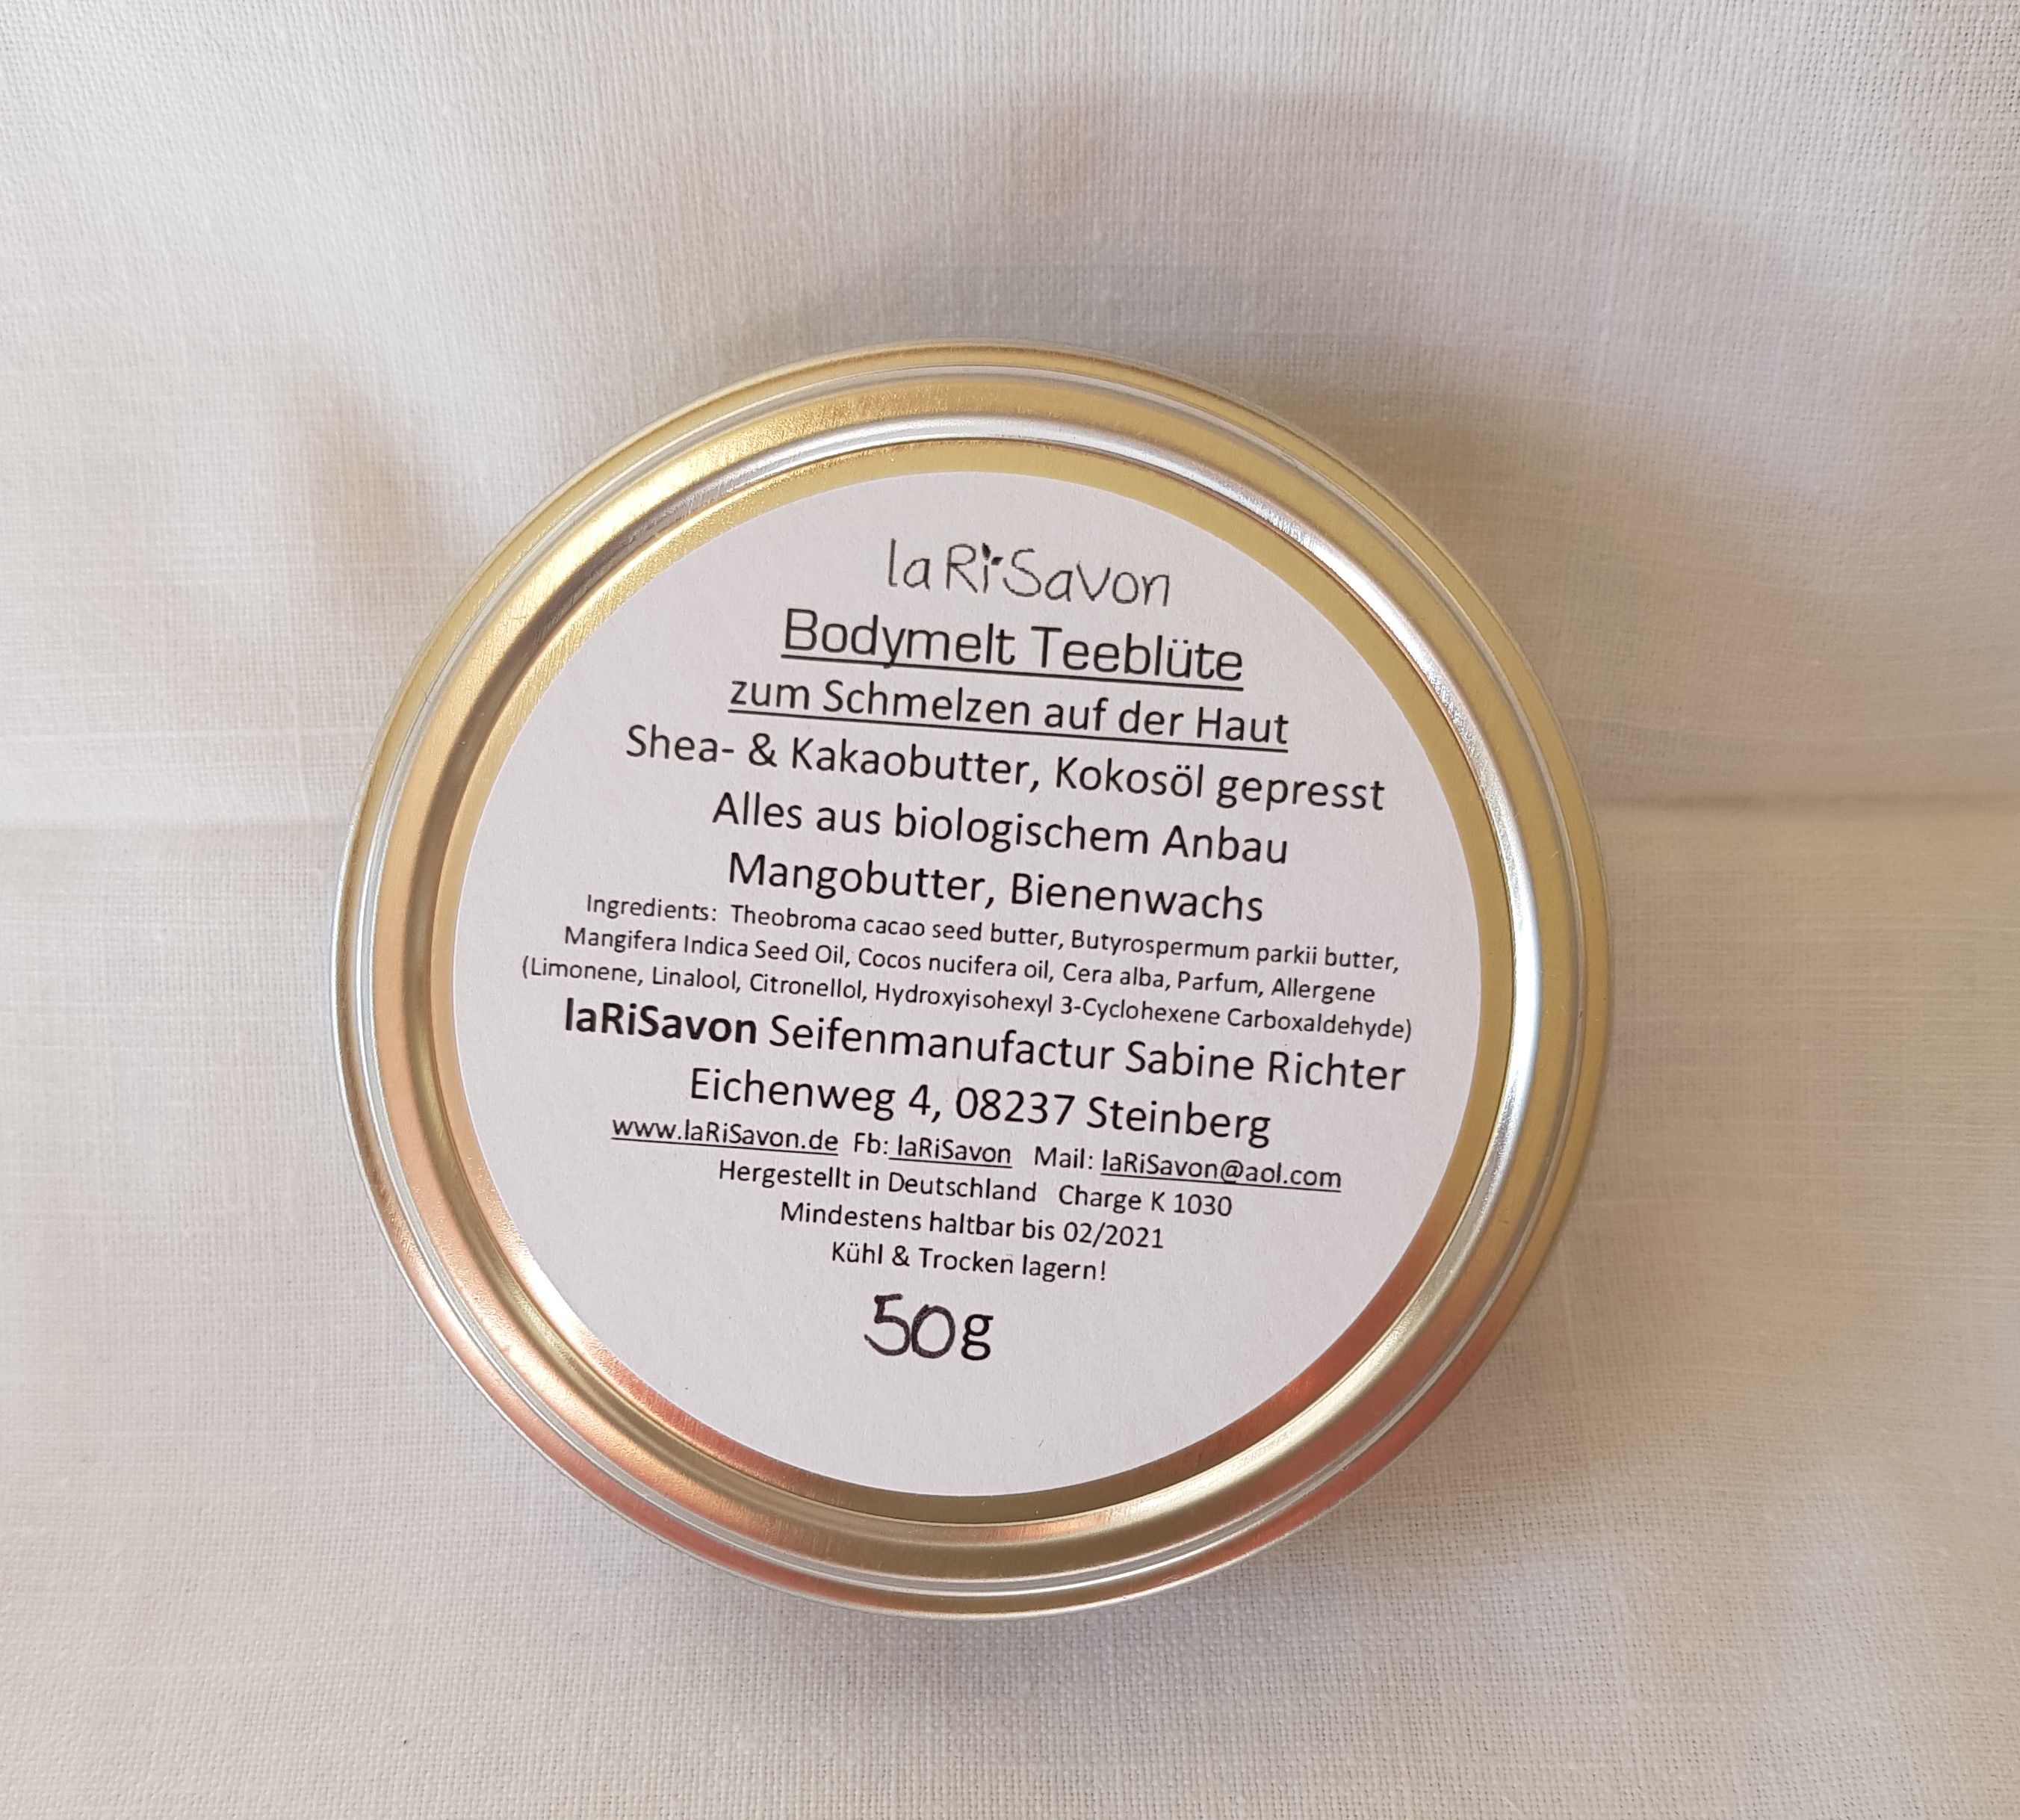 laRiSavon
Bodymelt Teeblüte
zum Schmelzen auf der Haut
Shea- & Kakaobutter, Kokosöl gepresst
Alles aus biologischem Anbau
Mangobutter, Bienenwachs
Ingredients: Theobroma cacao seed butter, Butyrospermum parkii butter,
Mangifera Indica Seed Oil, Cocos nucifera oil, Cera alba, Parfum, Allergene
(Limonene, Linalool, Citronellol, Hydroxyisohexyl 3-Cyclohexene Carboxaldehyde)
laRiSavon Seifenmanufactur Sabine Richter
Eichenweg 4, 08237 Steinberg
www.laRiSavon.de Fb: laRiSavon Mail: laRiSavon@aol.com
Hergestellt in Deutschland Charge K 1030
Mindestens haltbar bis 02/2021
Kühl & Trocken lagern!
50g